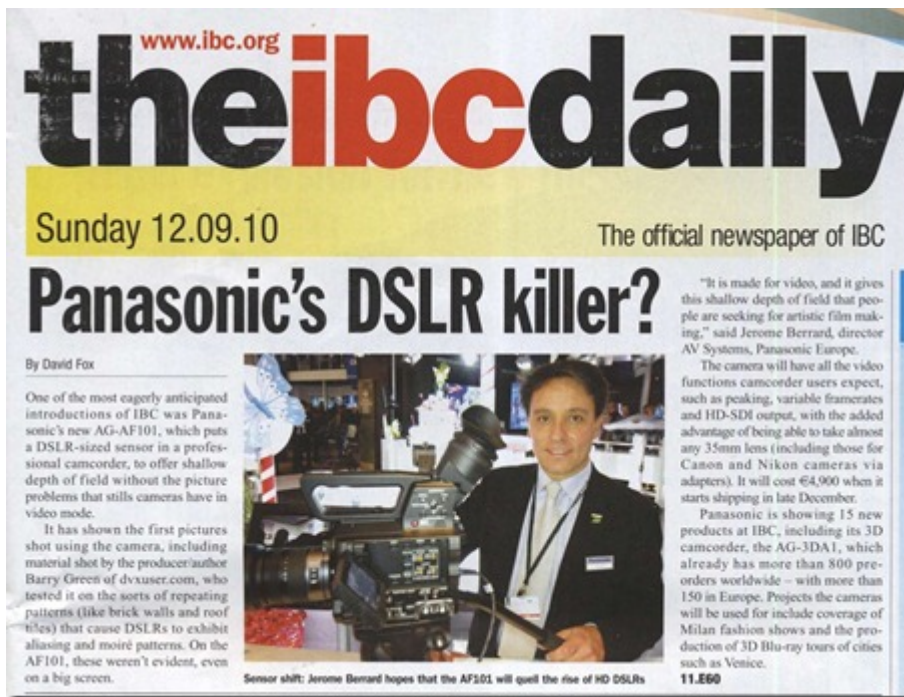 www.ibc.org
theibcdaily
Sunday 12.09.10
The official newspaper of IBC
Panasonic's DSLR killer?
By David Fox
One of the most eagerly anticipated
introductions of IBC was Pana-
sonic's new AG-AF101, which puts
a DSLR-sized sensor in a profes-
sional camcorder, to offer shallow
depth of field without the picture
problems that stills cameras have in
video mode.
It has shown the first pictures
shot using the camera, including
material shot by the producer/author
Barry Green of dvxuser.com, who
tested it on the sorts of repeating
patterns (like brick walls and roof
tiles) that cause DSLRs to exhibit
aliasing and moiré patterns. On the
AF101, these weren't evident, even
on a big screen.
Sensor shift: Jerome Berrard hopes that the AF101 will quell the rise of HD DSLRs
"It is made for video, and it gives
this shallow depth of field that peo-
ple are seeking for artistic film mak-
ing," said Jerome Berrard, director
AV Systems, Panasonic Europe.
The camera will have all the video
functions camcorder users expect,
such as peaking, variable framerates
and HD-SDI output, with the added
advantage of being able to take almost
any 35mm lens (including those for
Canon and Nikon cameras via
adapters). It will cost €4,900 when it
starts shipping in late December.
Panasonic is showing 15 new
products at IBC, including its 3D
camcorder, the AG-3DA1, which
already has more than 800 pre-
orders worldwide – with more than
150 in Europe. Projects the cameras
will be used for include coverage of
Milan fashion shows and the pro-
duction of 3D Blu-ray tours of cities
such as Venice.
11.E60